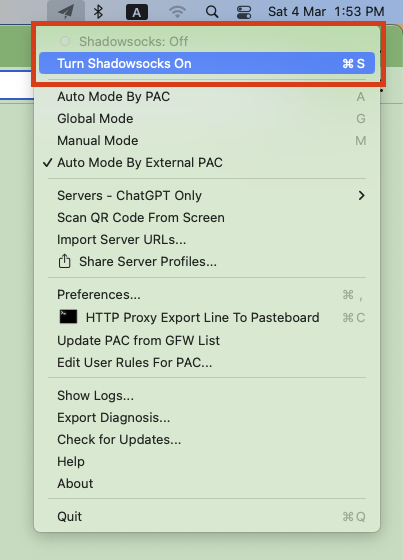 A
Sat 4 Mar 1:53 PM
Shadowsocks: Off
Turn Shadowsocks On ⌘ S
Auto Mode By PAC A
Global Mode G
Manual Mode M
✓ Auto Mode By External PAC
Servers - ChatGPT Only >
Scan QR Code From Screen
Import Server URLs...
Share Server Profiles...
Preferences... ⌘ ,
HTTP Proxy Export Line To Pasteboard ⌘ C
Update PAC from GFW List
Edit User Rules For PAC...
Show Logs...
Export Diagnosis...
Check for Updates...
Help
About
Quit ⌘ Q